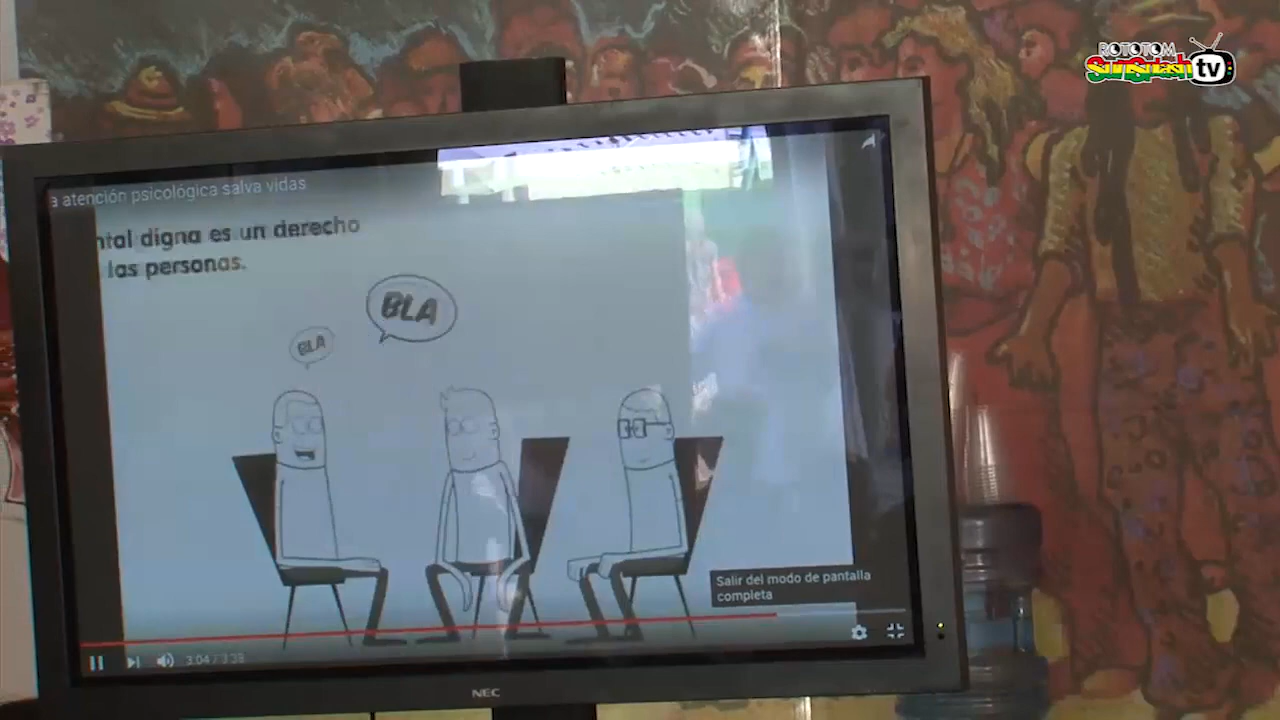 ROTOTOM
SunSplash tv
a atención psicológica salva vidas
ntal digna es un derecho
las personas.
BLA
BLA
Salir del modo de pantalla
completa
3:04 / 3:38
NEC